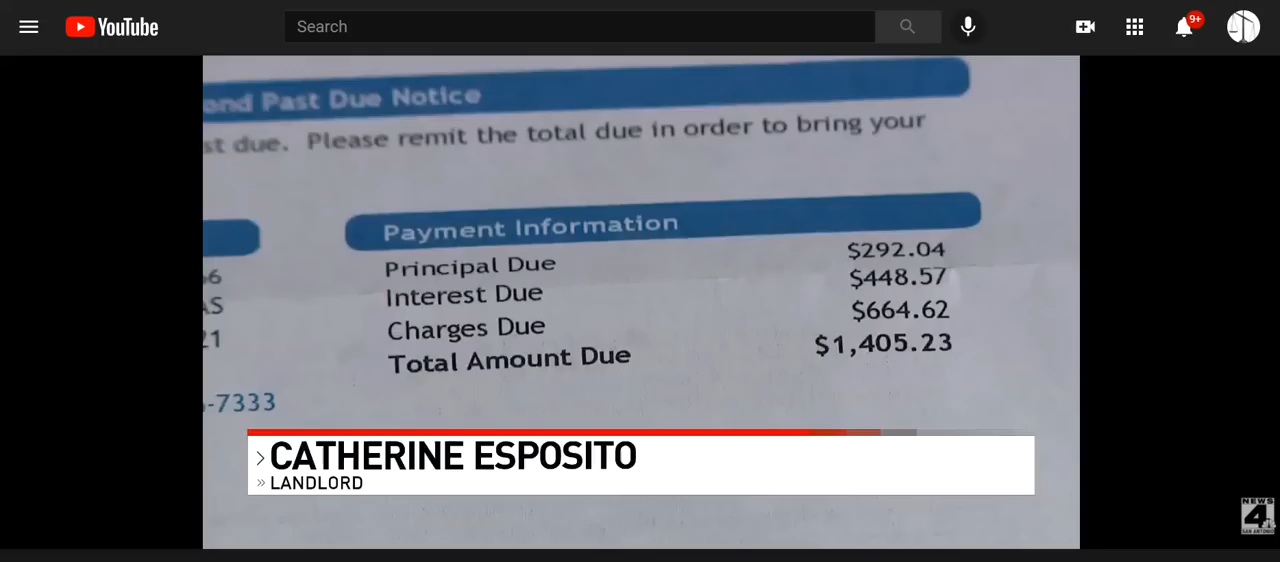 YouTube
Search
9+
ond Past Due Notice
st due. Please remit the total due in order to bring your
Payment Information
6
Principal Due $292.04
AS
Interest Due $448.57
21
Charges Due $664.62
Total Amount Due $1,405.23
-7333
CATHERINE ESPOSITO
LANDLORD
NEWS
4
SAN ANTONIO